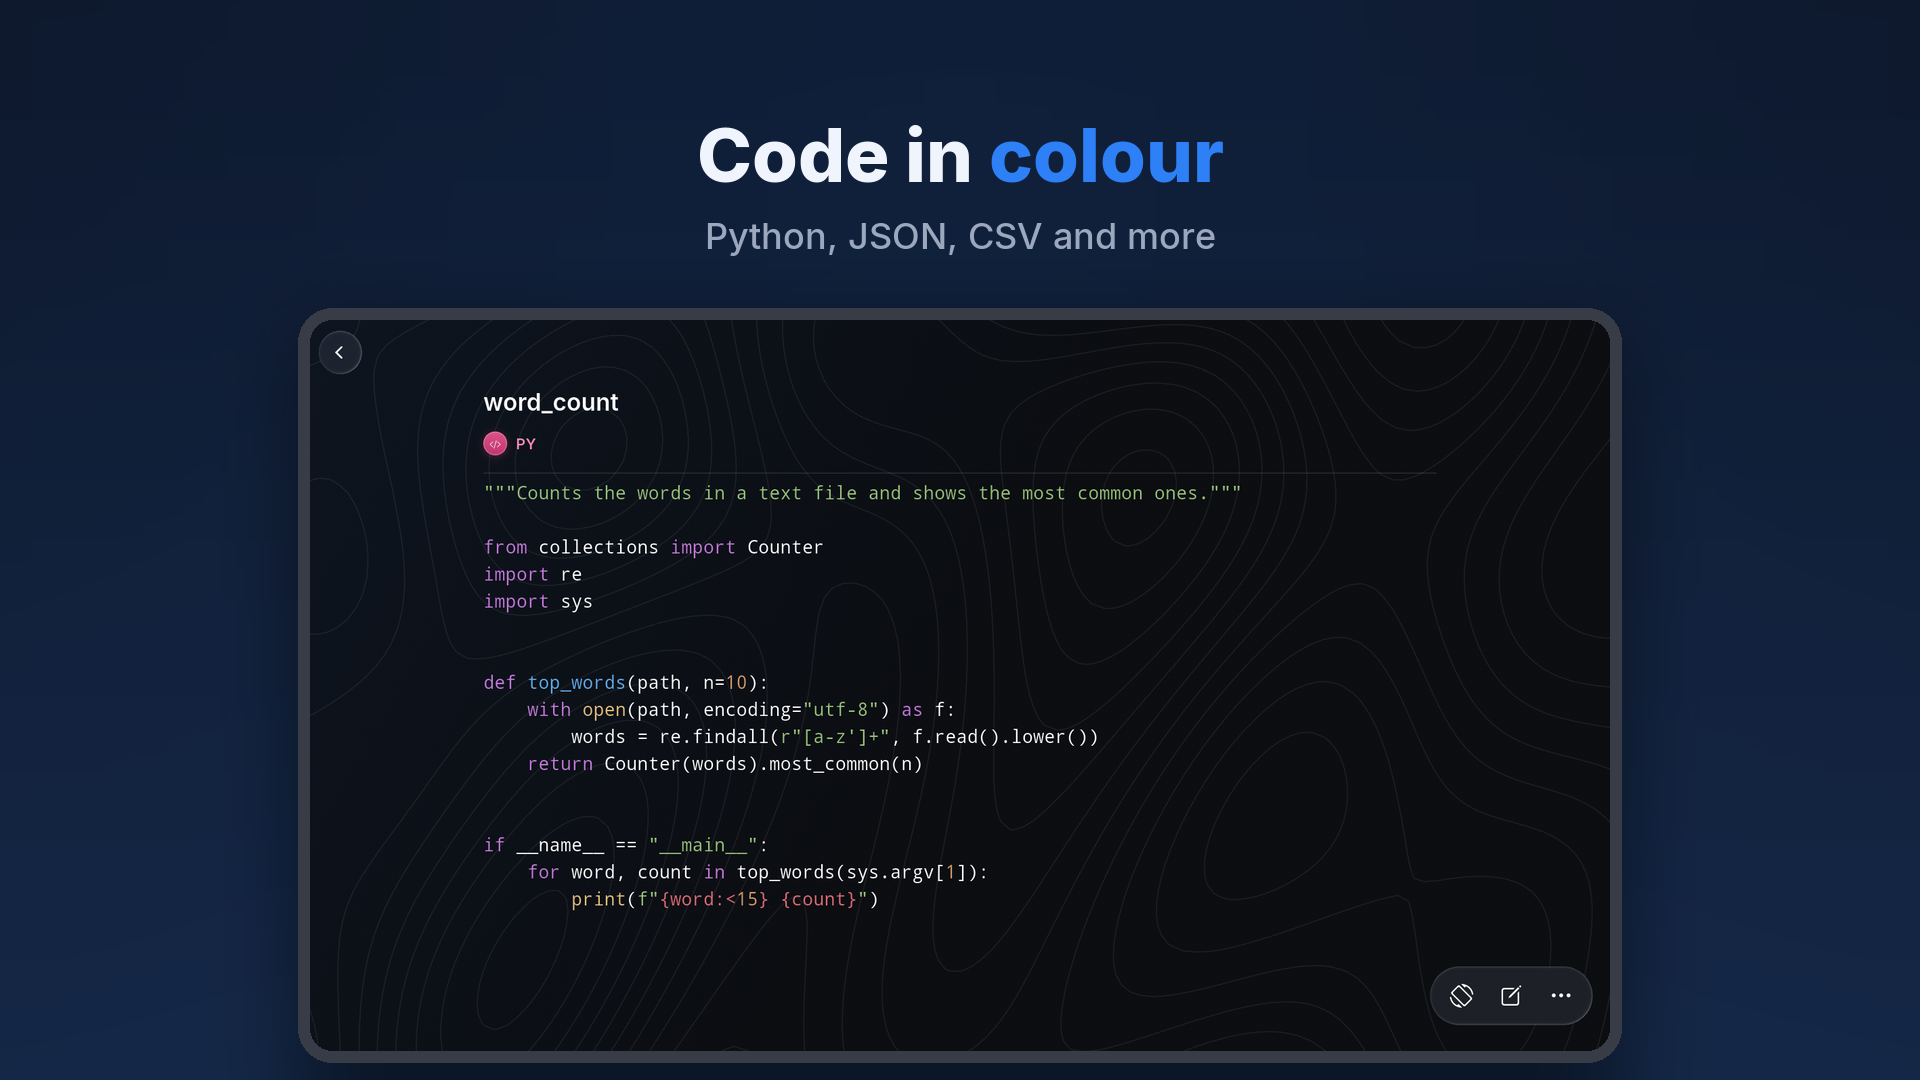 Code in colour
Python, JSON, CSV and more
word_count
PY
"""Counts the words in a text file and shows the most common ones."""
from collections import Counter
import re
import sys
def top_words(path, n=10):
    with open(path, encoding="utf-8") as f:
        words = re.findall(r"[a-z']+", f.read().lower())
    return Counter(words).most_common(n)
if __name__ == "__main__":
    for word, count in top_words(sys.argv[1]):
        print(f"{word:<15} {count}")